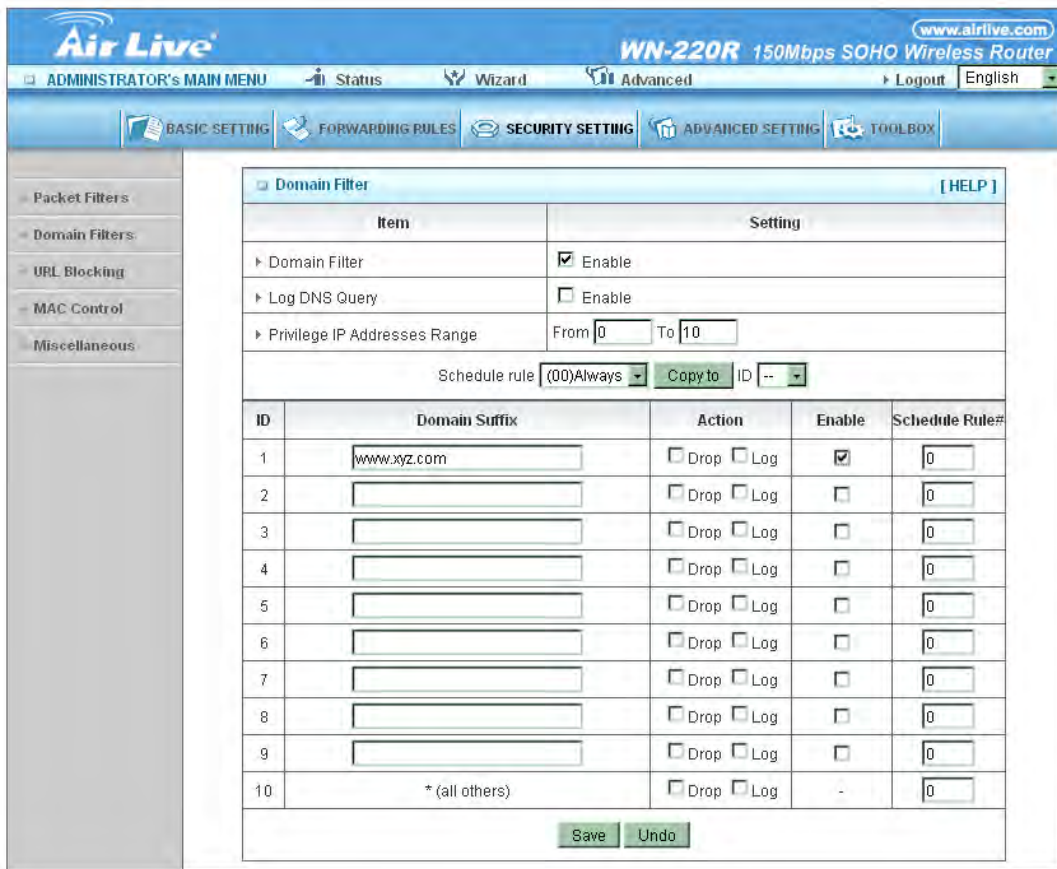 Air Live
www.airlive.com
WN-220R 150Mbps SOHO Wireless Router
ADMINISTRATOR's MAIN MENU Status Wizard Advanced Logout English
BASIC SETTING FORWARDING RULES SECURITY SETTING ADVANCED SETTING TOOLBOX
Packet Filters
Domain Filters
URL Blocking
MAC Control
Miscellaneous
Domain Filter [ HELP ]
Item Setting
Domain Filter Enable
Log DNS Query Enable
Privilege IP Addresses Range From 0 To 10
Schedule rule (00)Always Copy to ID --
ID Domain Suffix Action Enable Schedule Rule#
1 www.xyz.com Drop Log 0
2 Drop Log 0
3 Drop Log 0
4 Drop Log 0
5 Drop Log 0
6 Drop Log 0
7 Drop Log 0
8 Drop Log 0
9 Drop Log 0
10 * (all others) Drop Log - 0
Save Undo